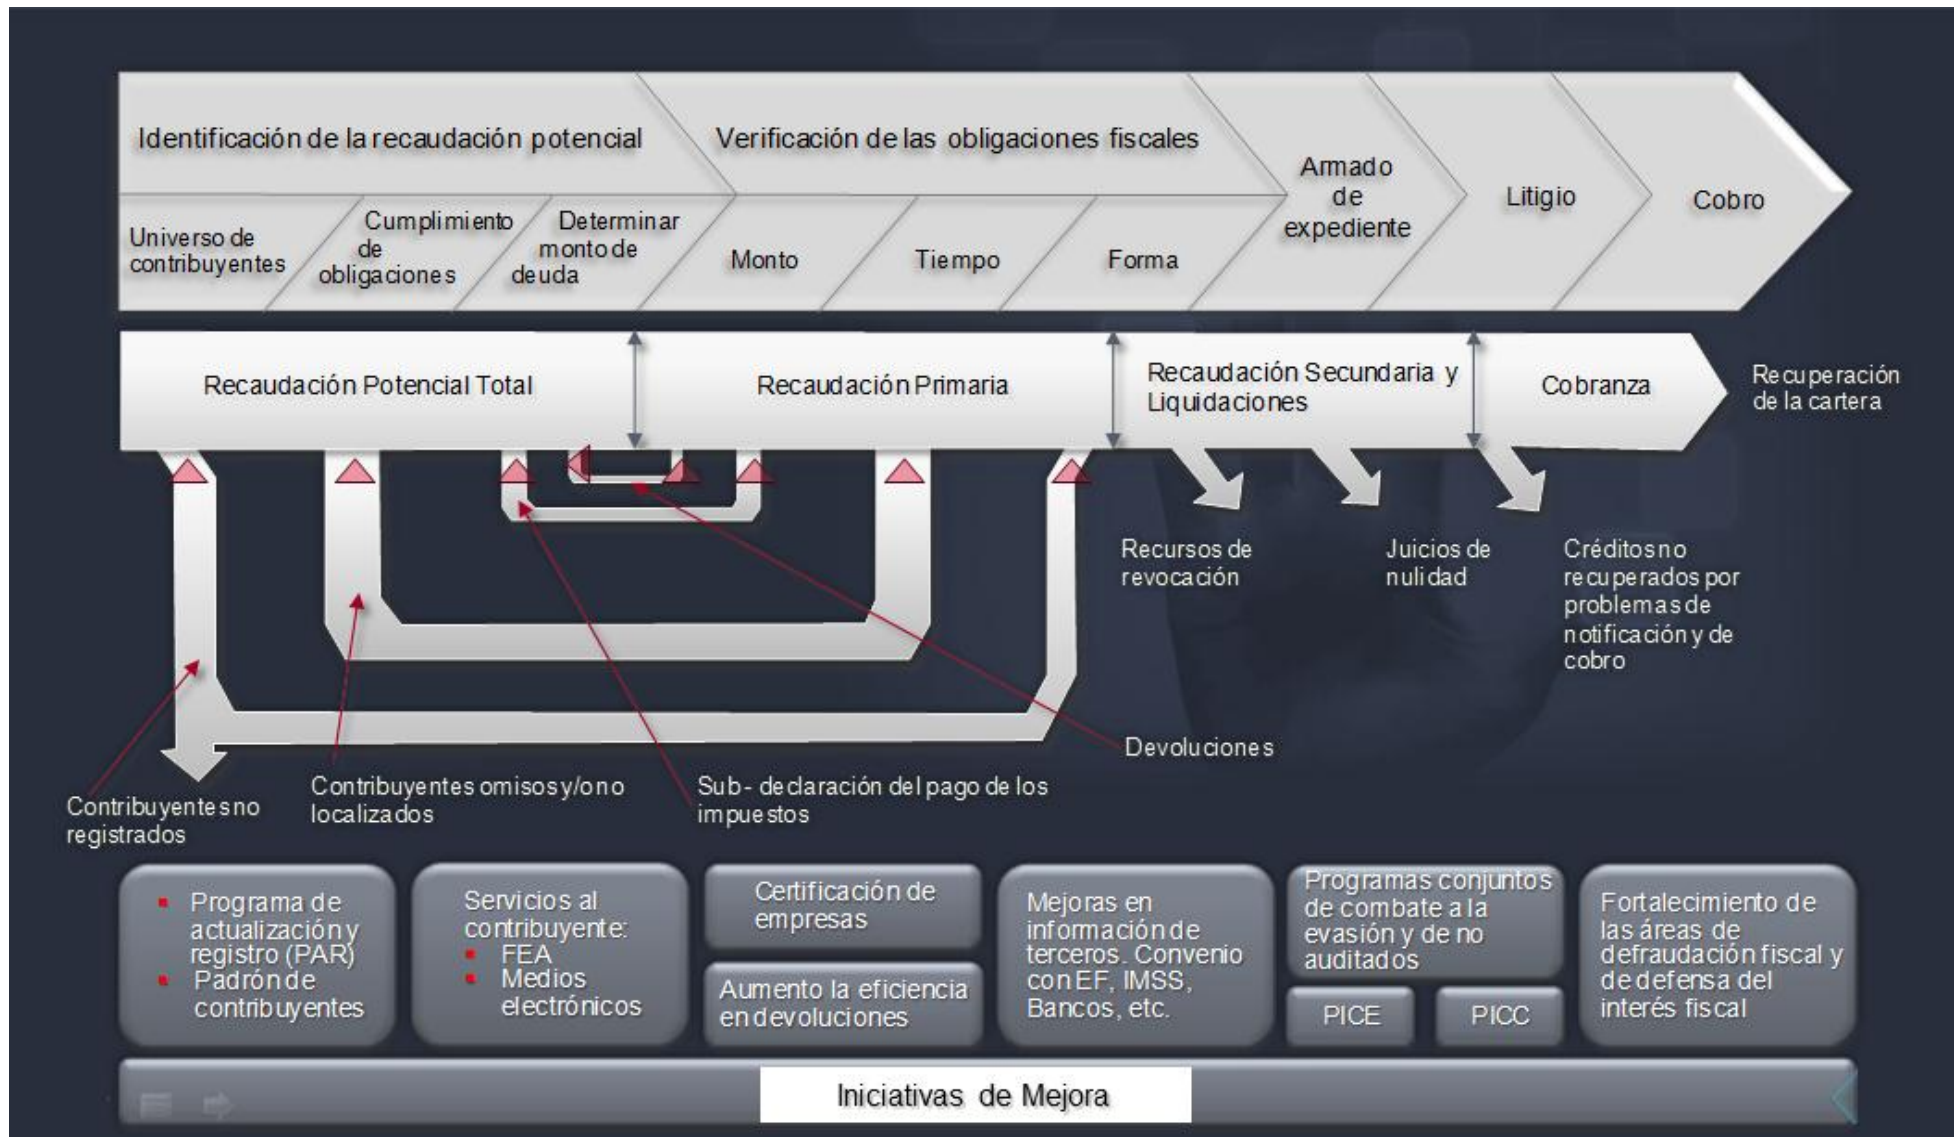 Identificación de la recaudación potencial
Verificación de las obligaciones fiscales
Armado
de
expediente
Litigio
Cobro
Universo de
contribuyentes
Cumplimiento
de
obligaciones
Determinar
monto de
deuda
Monto
Tiempo
Forma
Recaudación Potencial Total
Recaudación Primaria
Recaudación Secundaria y
Liquidaciones
Cobranza
Recuperación
de la cartera
Recursos de
revocación
Juicios de
nulidad
Créditos no
recuperados por
problemas de
notificación y de
cobro
Devoluciones
Contribuyentes no
registrados
Contribuyentes omisos y/o no
localizados
Sub- declaración del pago de los
impuestos
Programa de
actualización y
registro (PAR)
Padrón de
contribuyentes
Servicios al
contribuyente:
FEA
Medios
electrónicos
Certificación de
empresas
Aumento la eficiencia
en devoluciones
Mejoras en
información de
terceros. Convenio
con EF, IMSS,
Bancos, etc.
Programas conjuntos
de combate a la
evasión y de no
auditados
PICE
PICC
Fortalecimiento de
las áreas de
defraudación fiscal y
de defensa del
interés fiscal
Iniciativas de Mejora